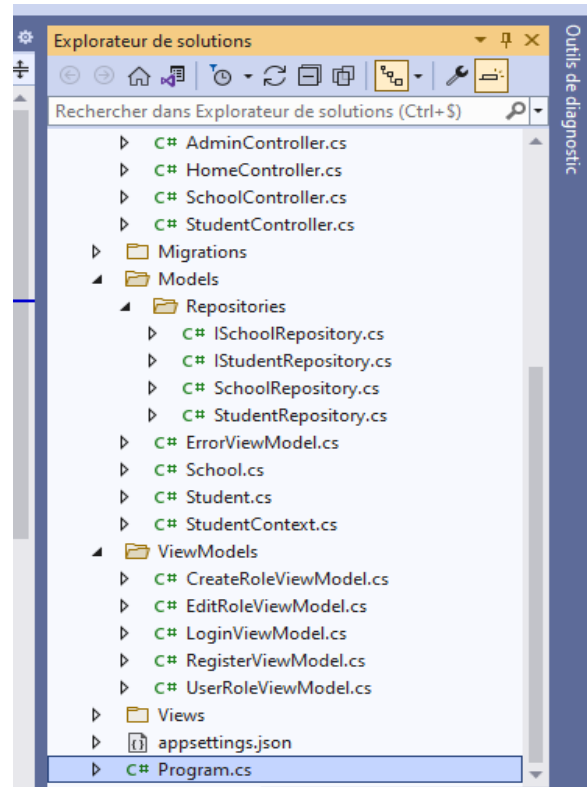 Explorateur de solutions
Rechercher dans Explorateur de solutions (Ctrl+$)
C# AdminController.cs
C# HomeController.cs
C# SchoolController.cs
C# StudentController.cs
Migrations
Models
Repositories
C# ISchoolRepository.cs
C# IStudentRepository.cs
C# SchoolRepository.cs
C# StudentRepository.cs
C# ErrorViewModel.cs
C# School.cs
C# Student.cs
C# StudentContext.cs
ViewModels
C# CreateRoleViewModel.cs
C# EditRoleViewModel.cs
C# LoginViewModel.cs
C# RegisterViewModel.cs
C# UserRoleViewModel.cs
Views
appsettings.json
C# Program.cs
Outils de diagnostic